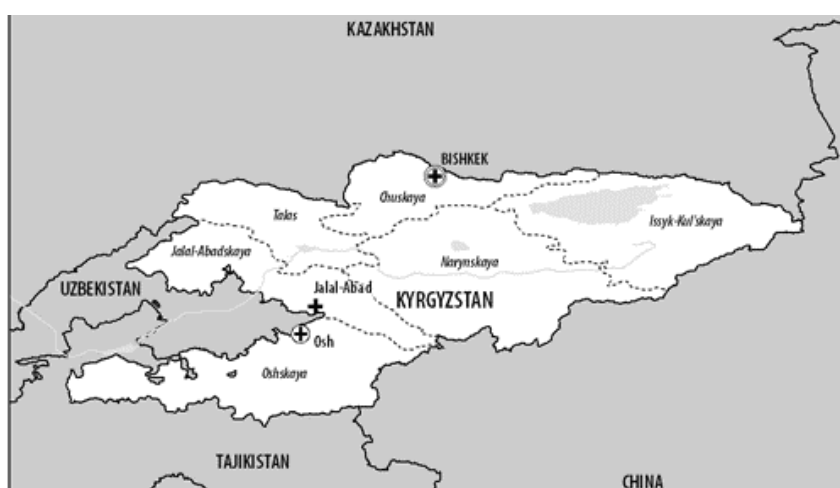 KAZAKHSTAN
BISHKEK
Chuskaya
Talas
Issyk-Kul'skaya
Jalal-Abadskaya
Narynskaya
UZBEKISTAN
Jalal-Abad
KYRGYZSTAN
Osh
Oshskaya
TAJIKISTAN
CHINA